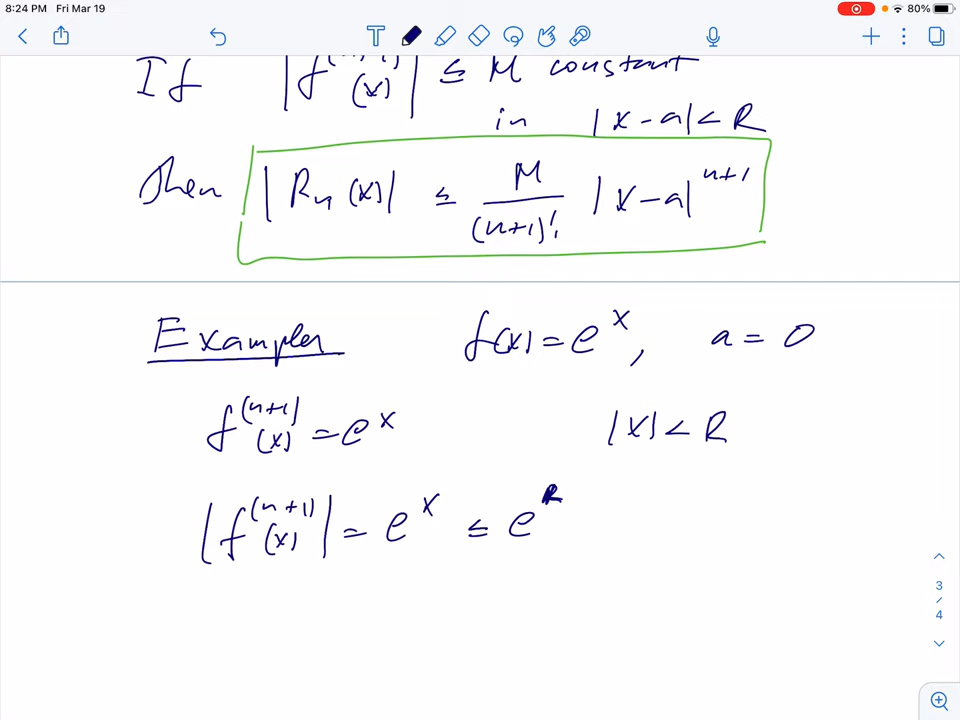 8:24 PM Fri Mar 19 80%
If |f^(n+1)(x)| ≤ M constant
in |x-a| < R
Then |Rn(x)| ≤ M/(n+1)! |x-a|^n+1
Examples f(x) = e^x, a = 0
f^(n+1)(x) = e^x |x| < R
|f^(n+1)(x)| = e^x ≤ e^R
3
/
4